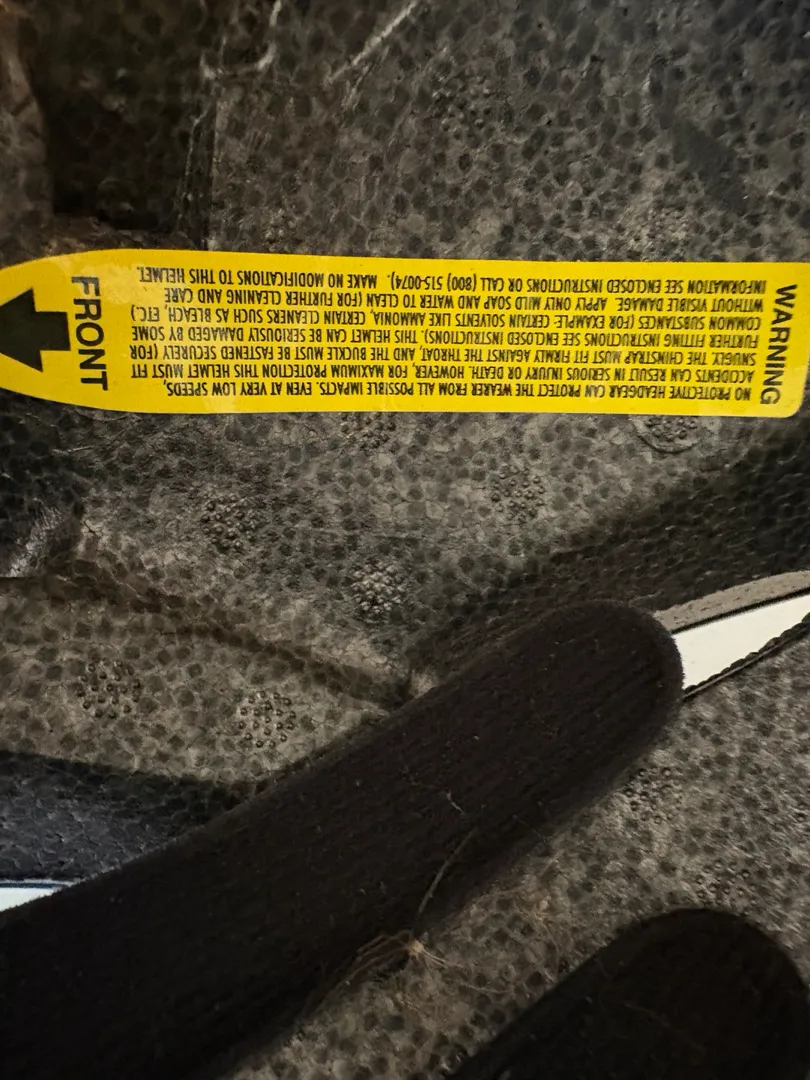 WARNING
NO PROTECTIVE HEADGEAR CAN PROTECT THE WEARER FROM ALL POSSIBLE IMPACTS. EVEN AT VERY LOW SPEEDS,
ACCIDENTS CAN RESULT IN SERIOUS INJURY OR DEATH. HOWEVER, FOR MAXIMUM PROTECTION THIS HELMET MUST FIT
SNUGELY. THE CHINSTRAP MUST FIT FIRMLY AGAINST THE THROAT, AND THE BUCKLE MUST BE FASTENED SECURELY (FOR
FURTHER FITTING INSTRUCTIONS SEE ENCLOSED INSTRUCTIONS). THIS HELMET CAN BE SERIOUSLY DAMAGED BY SOME
COMMON SUBSTANCES (FOR EXAMPLE: CERTAIN SOLVENTS LIKE AMMONIA, CERTAIN CLEANERS SUCH AS BLEACH, ETC.)
WITHOUT VISIBLE DAMAGE. APPLY ONLY MILD SOAP AND WATER TO CLEAN (FOR FURTHER CLEANING AND CARE
INFORMATION SEE ENCLOSED INSTRUCTIONS OR CALL (800) 515-0074). MAKE NO MODIFICATIONS TO THIS HELMET.
FRONT